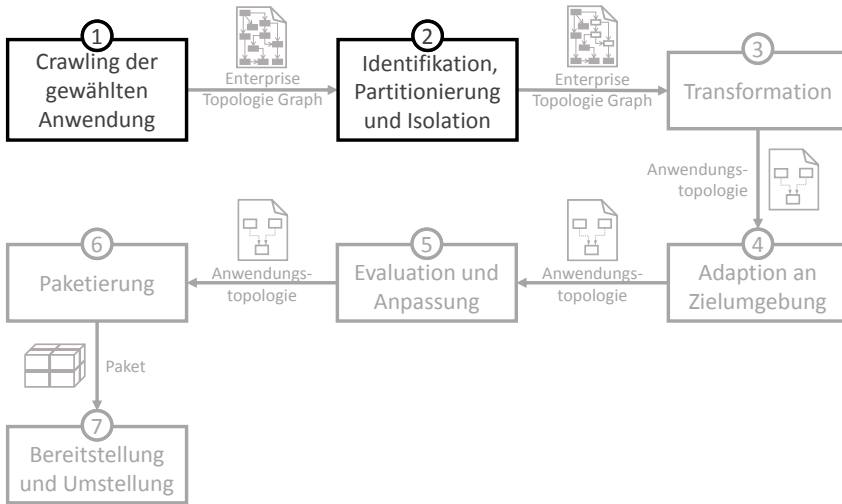 1
Crawling der
gewählten
Anwendung
Enterprise
Topologie Graph
2
Identifikation,
Partitionierung
und Isolation
Enterprise
Topologie Graph
3
Transformation
Anwendungs-
topologie
4
Adaption an
Zielumgebung
Anwendungs-
topologie
5
Evaluation und
Anpassung
Anwendungs-
topologie
6
Paketierung
Paket
7
Bereitstellung
und Umstellung